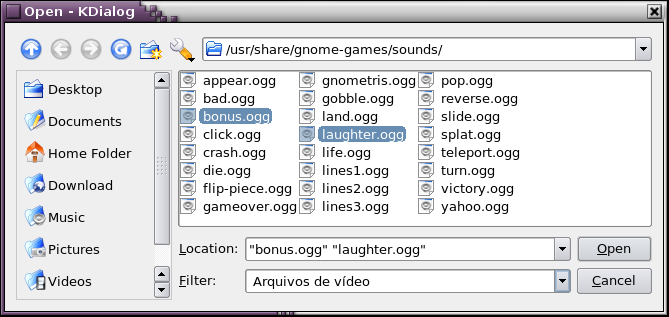 Open - KDialog
/usr/share/gnome-games/sounds/
Desktop
Documents
Home Folder
Download
Music
Pictures
Videos
appear.ogg
bad.ogg
bonus.ogg
click.ogg
crash.ogg
die.ogg
flip-piece.ogg
gameover.ogg
gnometris.ogg
gobble.ogg
land.ogg
laughter.ogg
life.ogg
lines1.ogg
lines2.ogg
lines3.ogg
pop.ogg
reverse.ogg
slide.ogg
splat.ogg
teleport.ogg
turn.ogg
victory.ogg
yahoo.ogg
Location: "bonus.ogg" "laughter.ogg" Open
Filter: Arquivos de vídeo Cancel